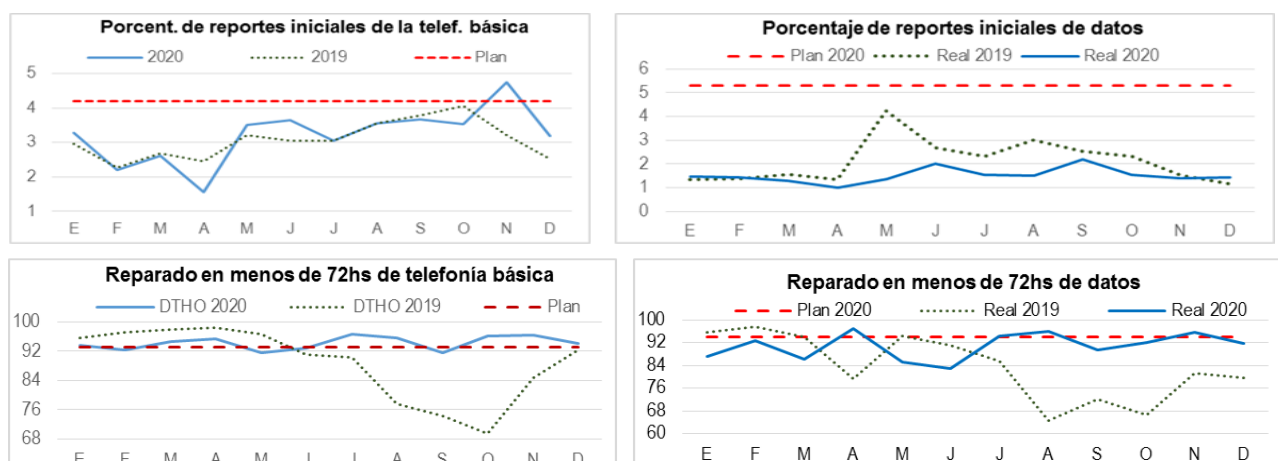 Porcent. de reportes iniciales de la telef. básica
2020 2019 Plan
5
4
3
2
1
E F M A M J J A S O N D
Porcentaje de reportes iniciales de datos
Plan 2020 Real 2019 Real 2020
6
5
4
3
2
1
0
E F M A M J J A S O N D
Reparado en menos de 72hs de telefonía básica
DTHO 2020 DTHO 2019 Plan
100
92
84
76
68
E F M A M J J A S O N D
Reparado en menos de 72hs de datos
Plan 2020 Real 2019 Real 2020
100
92
84
76
68
60
E F M A M J J A S O N D